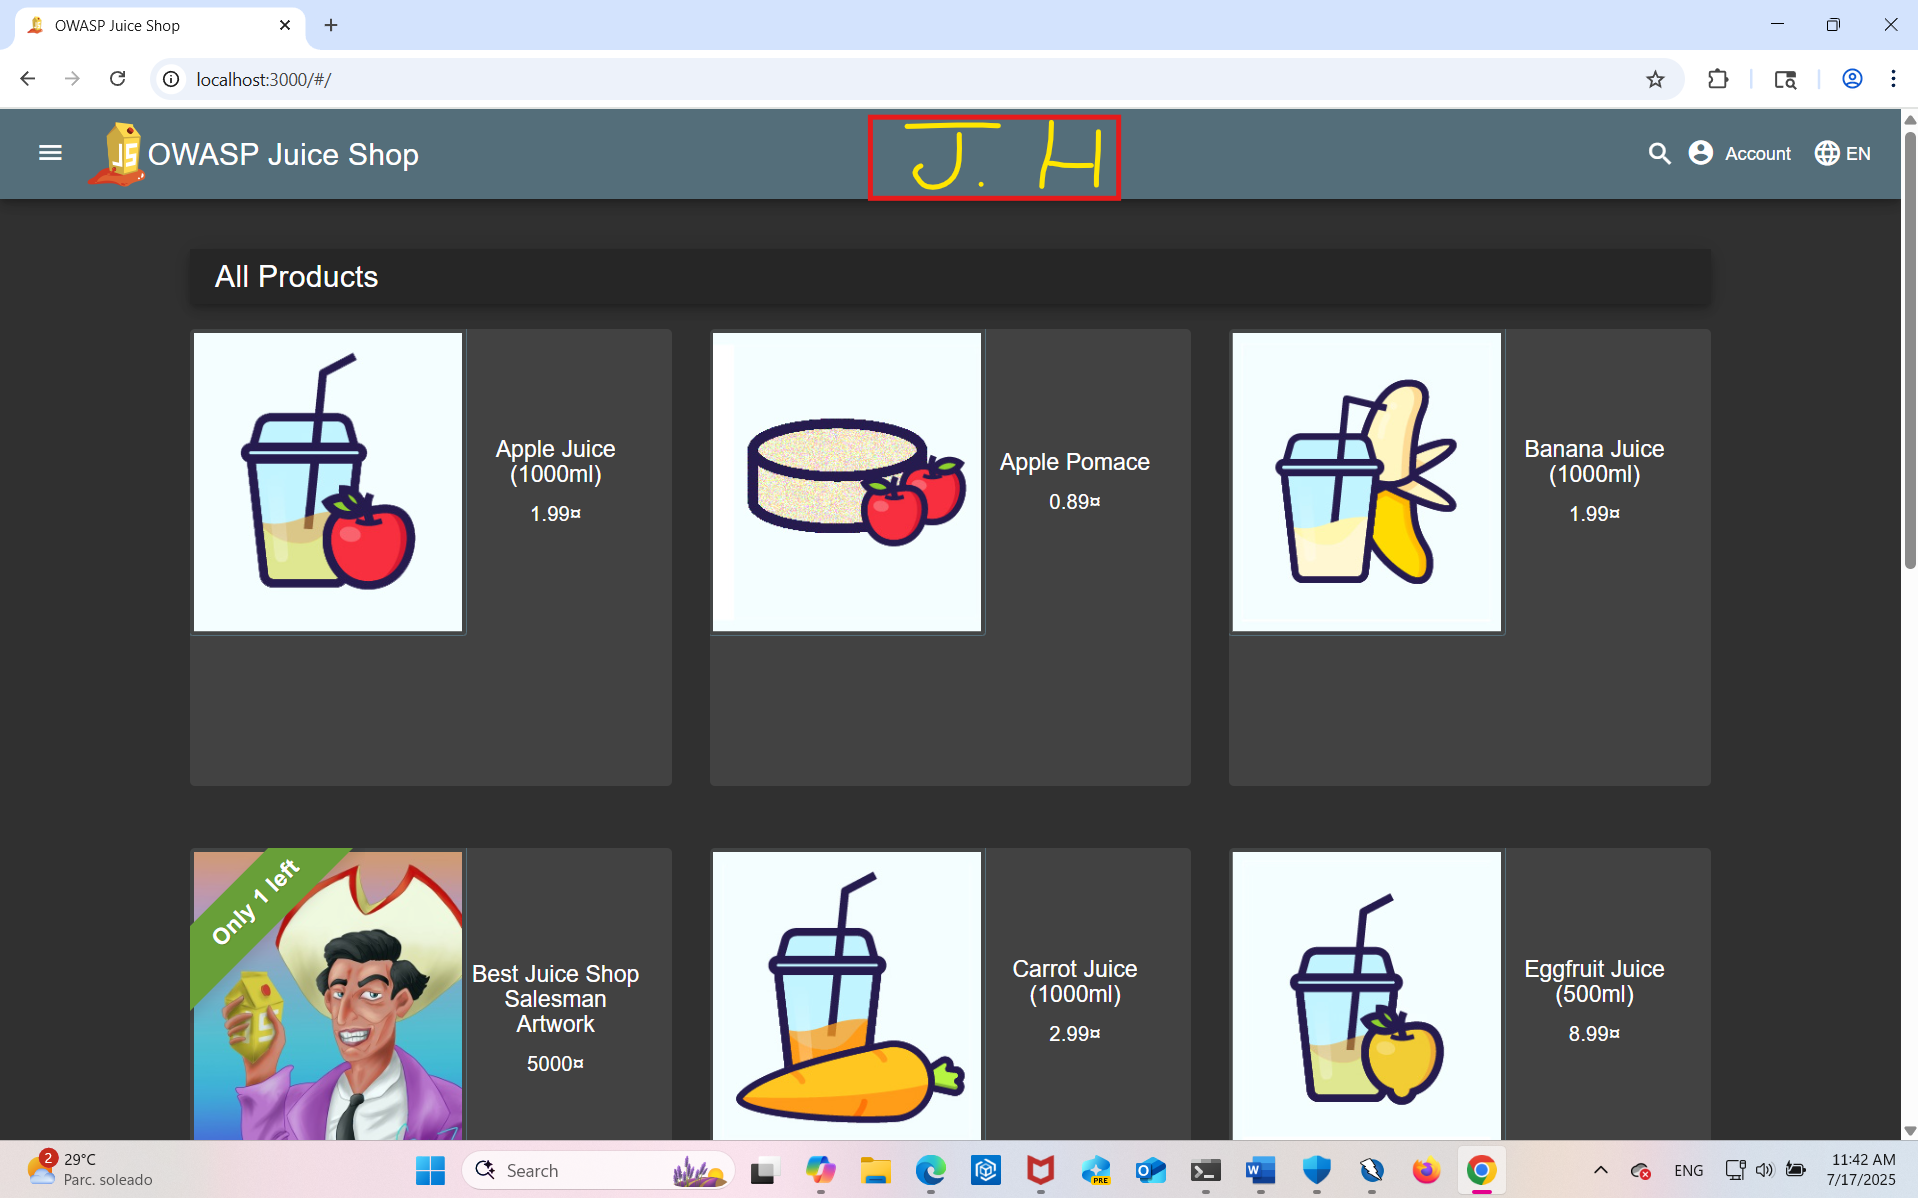 OWASP Juice Shop
localhost:3000/#/
JS
OWASP Juice Shop
J. H
Account
EN
All Products
Apple Juice
(1000ml)
1.99¤
Apple Pomace
0.89¤
Banana Juice
(1000ml)
1.99¤
Only 1 left
Best Juice Shop
Salesman
Artwork
5000¤
Carrot Juice
(1000ml)
2.99¤
Eggfruit Juice
(500ml)
8.99¤
2
29°C
Parc. soleado
Search
PRE
W
ENG
11:42 AM
7/17/2025